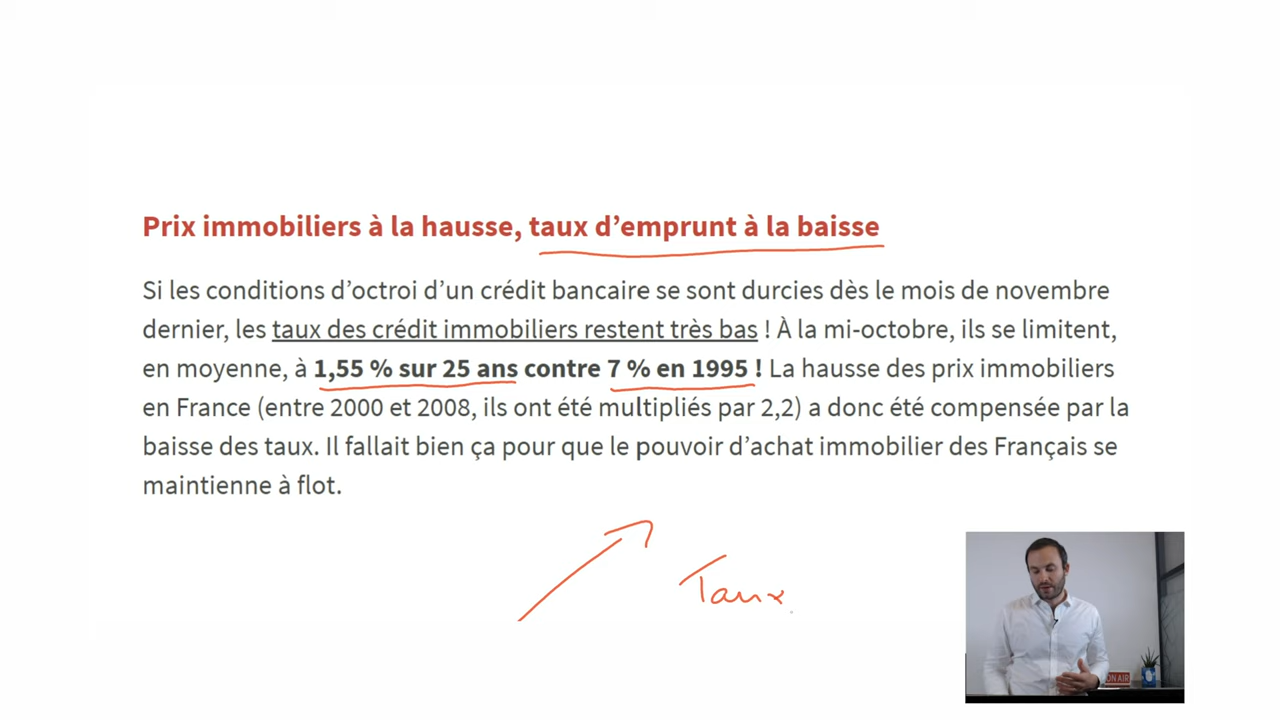 Prix immobiliers à la hausse, taux d’emprunt à la baisse
Si les conditions d’octroi d’un crédit bancaire se sont durcies dès le mois de novembre
dernier, les taux des crédit immobiliers restent très bas ! À la mi-octobre, ils se limitent,
en moyenne, à 1,55 % sur 25 ans contre 7 % en 1995 ! La hausse des prix immobiliers
en France (entre 2000 et 2008, ils ont été multipliés par 2,2) a donc été compensée par la
baisse des taux. Il fallait bien ça pour que le pouvoir d’achat immobilier des Français se
maintienne à flot.
Taux
ON AIR